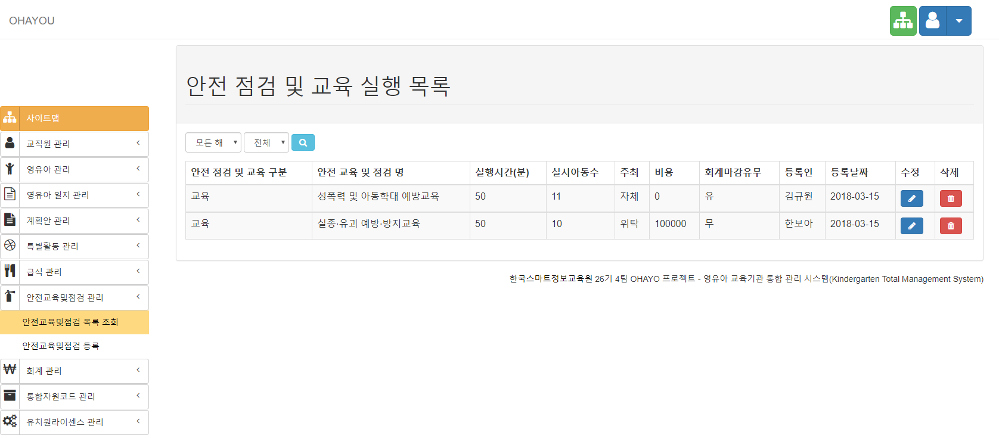 OHAYOU
안전 점검 및 교육 실행 목록
사이트맵
교직원 관리
영유아 관리
영유아 일지 관리
계획안 관리
특별활동 관리
급식 관리
안전교육및점검 관리
안전교육및점검 목록 조회
안전교육및점검 등록
회계 관리
통합자원코드 관리
유치원라이센스 관리
모든 해 전체
안전 점검 및 교육 구분 안전 교육 및 점검 명 실행시간(분) 실시아동수 주최 비용 회계마감유무 등록인 등록날짜 수정 삭제
교육 성폭력 및 아동학대 예방교육 50 11 자체 0 유 김규원 2018-03-15
교육 실종·유괴 예방·방지교육 50 10 위탁 100000 무 한보아 2018-03-15
한국스마트정보교육원 26기 4팀 OHAYO 프로젝트 - 영유아 교육기관 통합 관리 시스템(Kindergarten Total Management System)